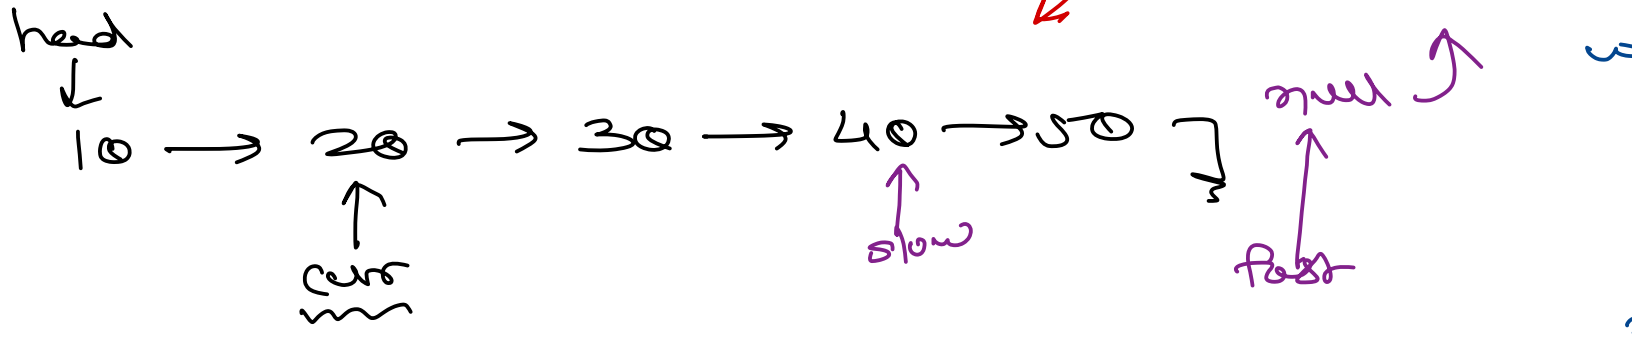 head
10 → 20 → 30 → 40 → 50
null
curr
slow
fast